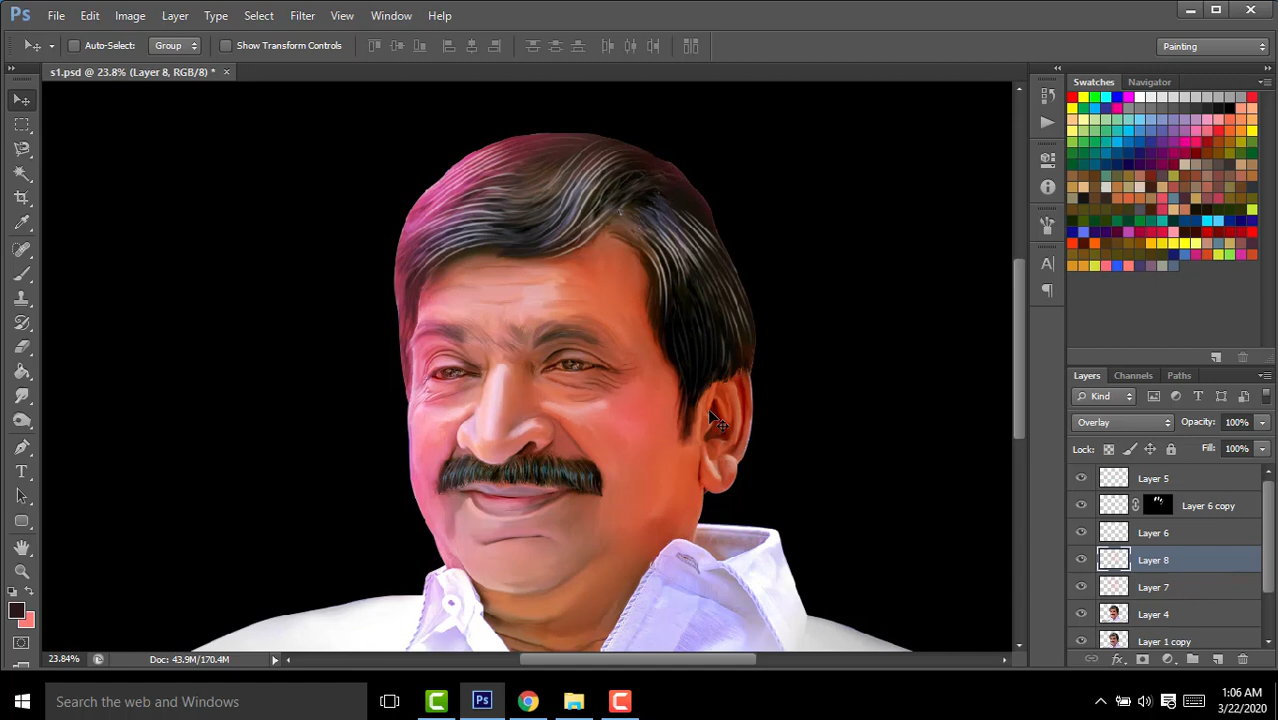 Ps File Edit Image Layer Type Select Filter View Window Help
Auto-Select: Group Show Transform Controls Painting
s1.psd @ 23.8% (Layer 8, RGB/8) * ×
Swatches Navigator
Layers Channels Paths
Kind
Overlay Opacity: 100%
Lock: Fill: 100%
Layer 5
Layer 6 copy
Layer 6
Layer 8
Layer 7
Layer 4
Layer 1 copy
23.84% Doc: 43.9M/170.4M
Search the web and Windows
1:06 AM
3/22/2020